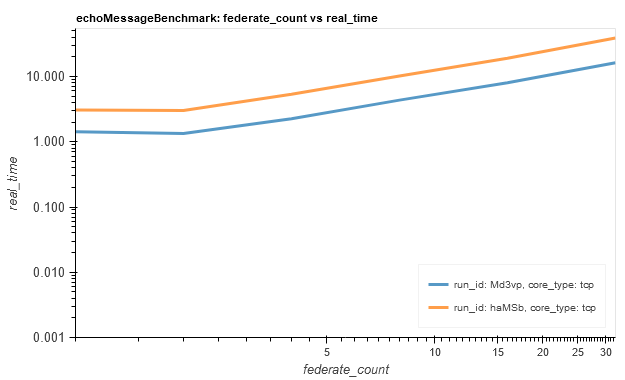 echoMessageBenchmark: federate_count vs real_time
real_time
10.000
1.000
0.100
0.010
0.001
run_id: Md3vp, core_type: tcp
run_id: haMSb, core_type: tcp
5
10
15
20
25
30
federate_count